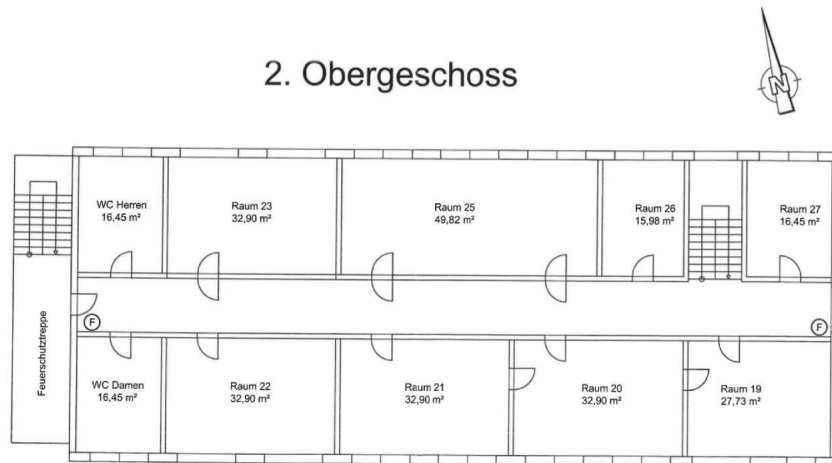 2. Obergeschoss
N
WC Herren
16,45 m²
Raum 23
32,90 m²
Raum 25
49,82 m²
Raum 26
15,98 m²
Raum 27
16,45 m²
F
F
Feuerschutztreppe
WC Damen
16,45 m²
Raum 22
32,90 m²
Raum 21
32,90 m²
Raum 20
32,90 m²
Raum 19
27,73 m²